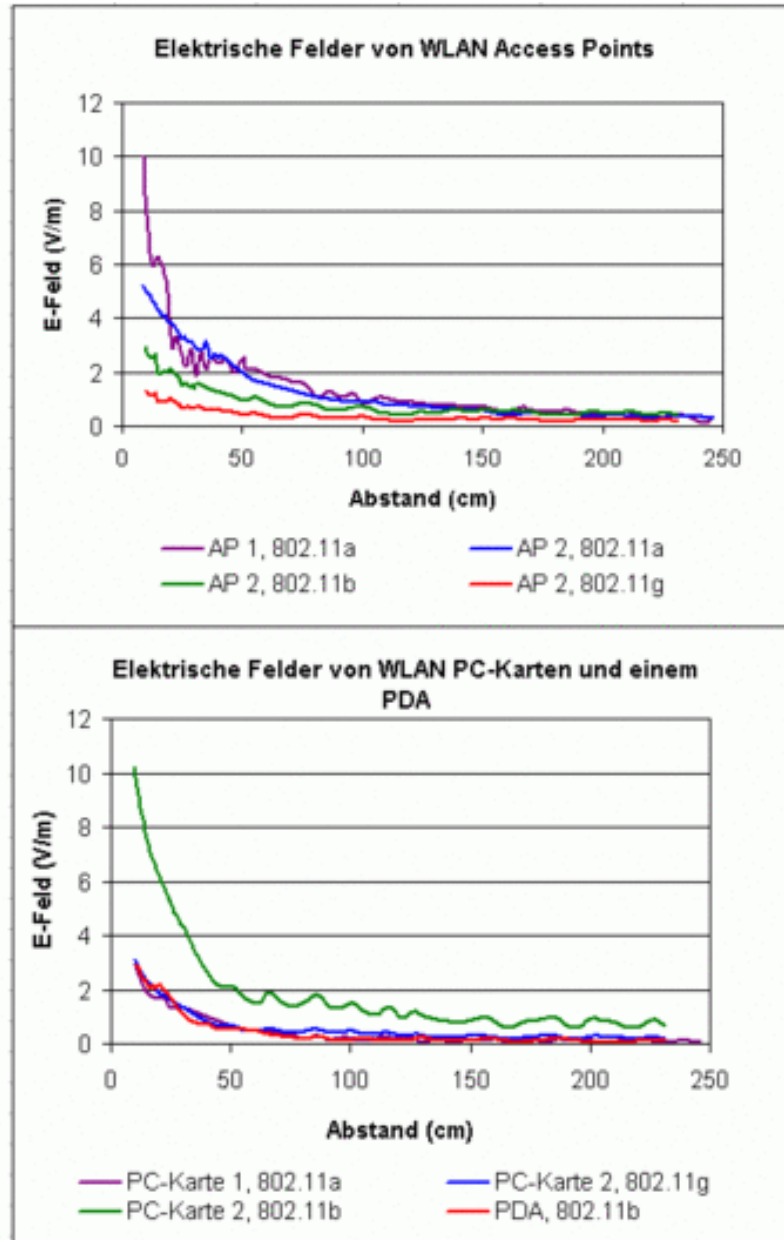 Elektrische Felder von WLAN Access Points
12
10
8
6
4
2
0
E-Feld (V/m)
0 50 100 150 200 250
Abstand (cm)
AP 1, 802.11a AP 2, 802.11a
AP 2, 802.11b AP 2, 802.11g
Elektrische Felder von WLAN PC-Karten und einem
PDA
12
10
8
6
4
2
0
E-Feld (V/m)
0 50 100 150 200 250
Abstand (cm)
PC-Karte 1, 802.11a PC-Karte 2, 802.11g
PC-Karte 2, 802.11b PDA, 802.11b